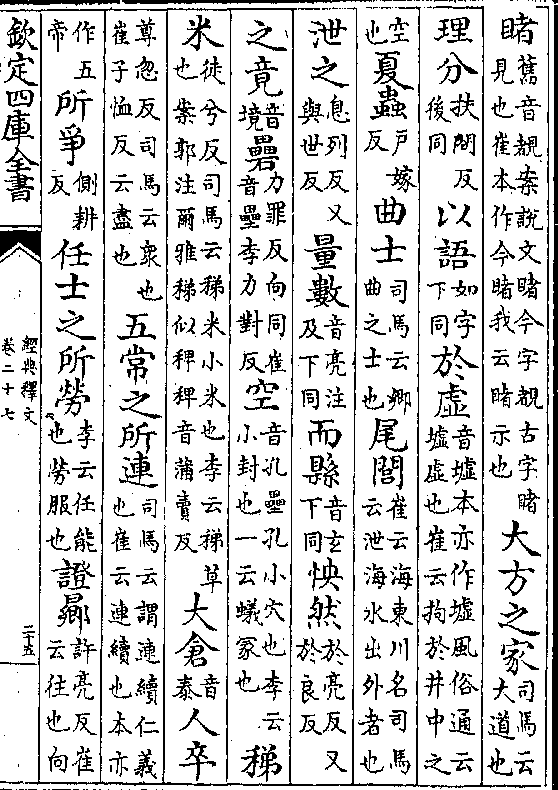 睹舊音覩案說文睹今字覩古字睹見也崔本作今睹我云睹示也大方之家司馬云大道也
理分扶問反後同以語如字下同於虛音墟本亦作墟風俗通云墟虛也崔云拘於井中之
空也夏蟲戸嫁反曲士司馬云鄉曲之士也尾閭崔云海東川名司馬云泄海水出外者也
泄之息列反又與世反量數音亮注及下同而縣音玄下同怏然於亮反又於良反
之竟音境礨力罪反向同崔音壘李力對反空音孔壘孔小穴也李云小封也一云蟻冢也稊
米徒兮反司馬云稊米小米也李云稊草也案郭注爾雅稊似稗稗音蒲賣反大倉音泰人卒
尊忽反司馬云衆也崔子恤反云盡也五常之所連司馬云謂連續仁義也崔云連續也本亦
作五帝所爭側耕反任士之所勞李云任能也勞服也證曏許亮反崔云往也向
欽定四庫全書
經典釋文
卷二十七
二十五